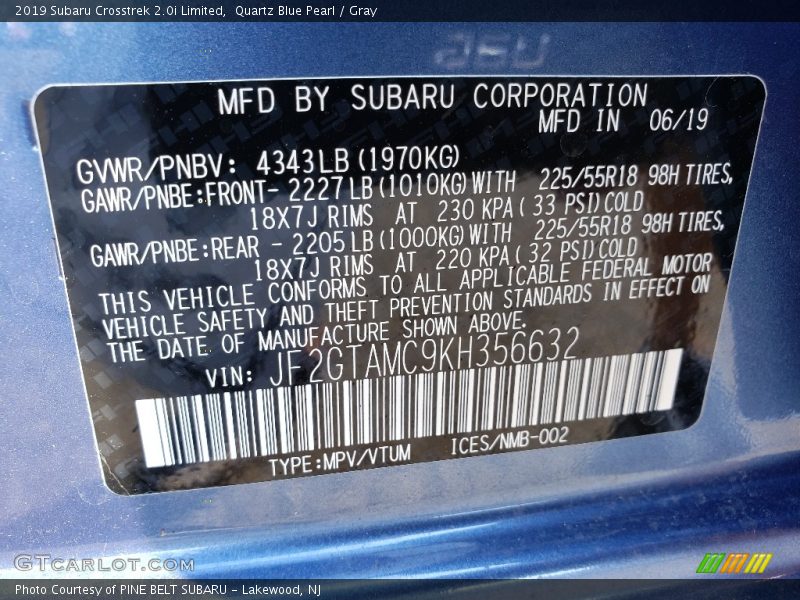 2019 Subaru Crosstrek 2.0i Limited,  Quartz Blue Pearl / Gray
MFD BY SUBARU CORPORATION
MFD IN 06/19
GVWR/PNBV: 4343LB (1970KG)
GAWR/PNBE:FRONT- 2227 LB (1010KG) WITH 225/55R18 98H TIRES,
18X7J RIMS AT 230 KPA ( 33 PSI) COLD
GAWR/PNBE:REAR - 2205 LB (1000KG) WITH 225/55R18 98H TIRES,
18X7J RIMS AT 220 KPA ( 32 PSI) COLD
THIS VEHICLE CONFORMS TO ALL APPLICABLE FEDERAL MOTOR
VEHICLE SAFETY AND THEFT PREVENTION STANDARDS IN EFFECT ON
THE DATE OF MANUFACTURE SHOWN ABOVE.
VIN: JF2GTAMC9KH356632
TYPE:MPV/VTUM ICES/NMB-002
GTCarLot.com
Photo Courtesy of PINE BELT SUBARU - Lakewood, NJ